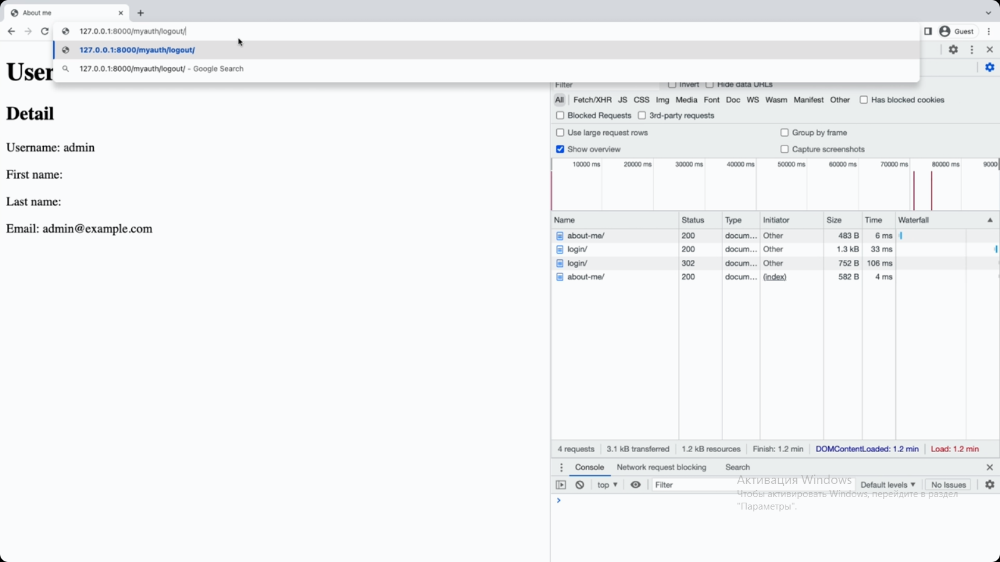 About me
127.0.0.1:8000/myauth/logout/
Guest
127.0.0.1:8000/myauth/logout/
127.0.0.1:8000/myauth/logout/ - Google Search
User
Detail
Username: admin
First name:
Last name:
Email: admin@example.com
Filter Invert Hide data URLs
All Fetch/XHR JS CSS Img Media Font Doc WS Wasm Manifest Other Has blocked cookies
Blocked Requests 3rd-party requests
Use large request rows Group by frame
Show overview Capture screenshots
10000 ms 20000 ms 30000 ms 40000 ms 50000 ms 60000 ms 70000 ms 80000 ms 9000
Name Status Type Initiator Size Time Waterfall
about-me/ 200 docum... Other 483 B 6 ms
login/ 200 docum... Other 1.3 kB 33 ms
login/ 302 docum... Other 752 B 106 ms
about-me/ 200 docum... (index) 582 B 4 ms
4 requests 3.1 kB transferred 1.2 kB resources Finish: 1.2 min DOMContentLoaded: 1.2 min Load: 1.2 min
Console Network request blocking Search
top Filter Default levels No Issues
Активация Windows
Чтобы активировать Windows, перейдите в раздел
"Параметры".